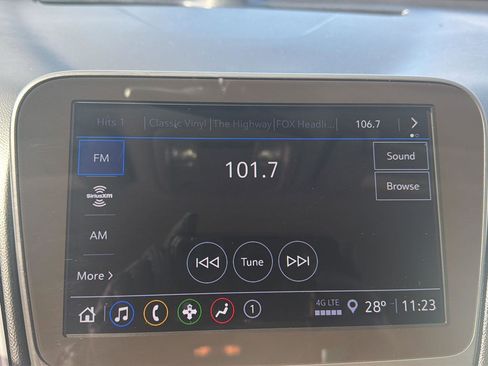 Hits 1 Classic Vinyl The Highway FOX Headli... 106.7
FM
101.7
Sound
SiriusXM
Browse
AM
More
Tune
1 4G LTE 28° 11:23